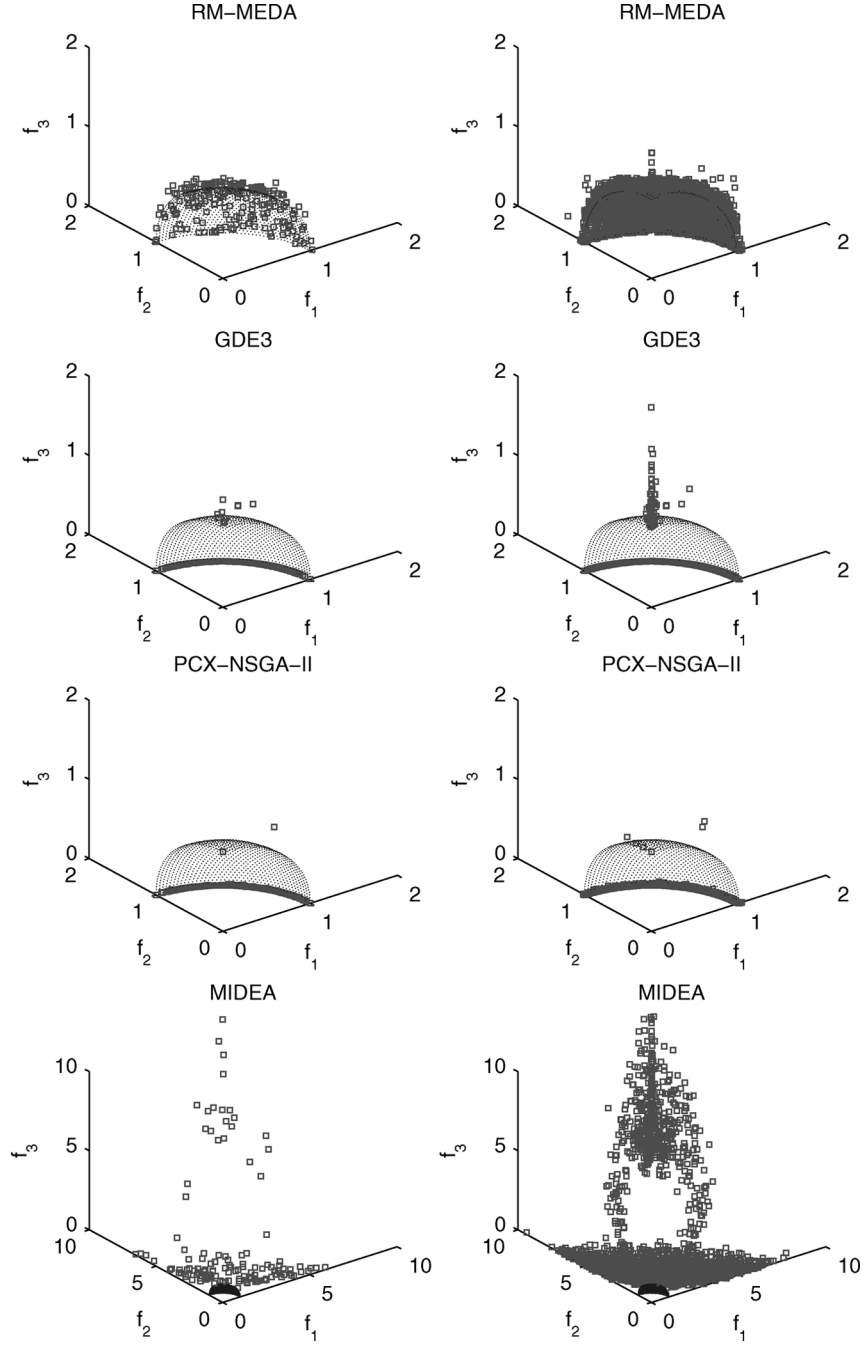 RM-MEDA RM-MEDA
2 2
f3 1 f3 1
0 0
2 2 2 2
1 1 1 1
f2 0 0 f1 f2 0 0 f1
GDE3 GDE3
2 2
f3 1 f3 1
0 0
2 2 2 2
1 1 1 1
f2 0 0 f1 f2 0 0 f1
PCX-NSGA-II PCX-NSGA-II
2 2
f3 1 f3 1
0 0
2 2 2 2
1 1 1 1
f2 0 0 f1 f2 0 0 f1
MIDEA MIDEA
10 10
f3 5 f3 5
0 0
10 10 10 10
5 5 5 5
f2 0 0 f1 f2 0 0 f1